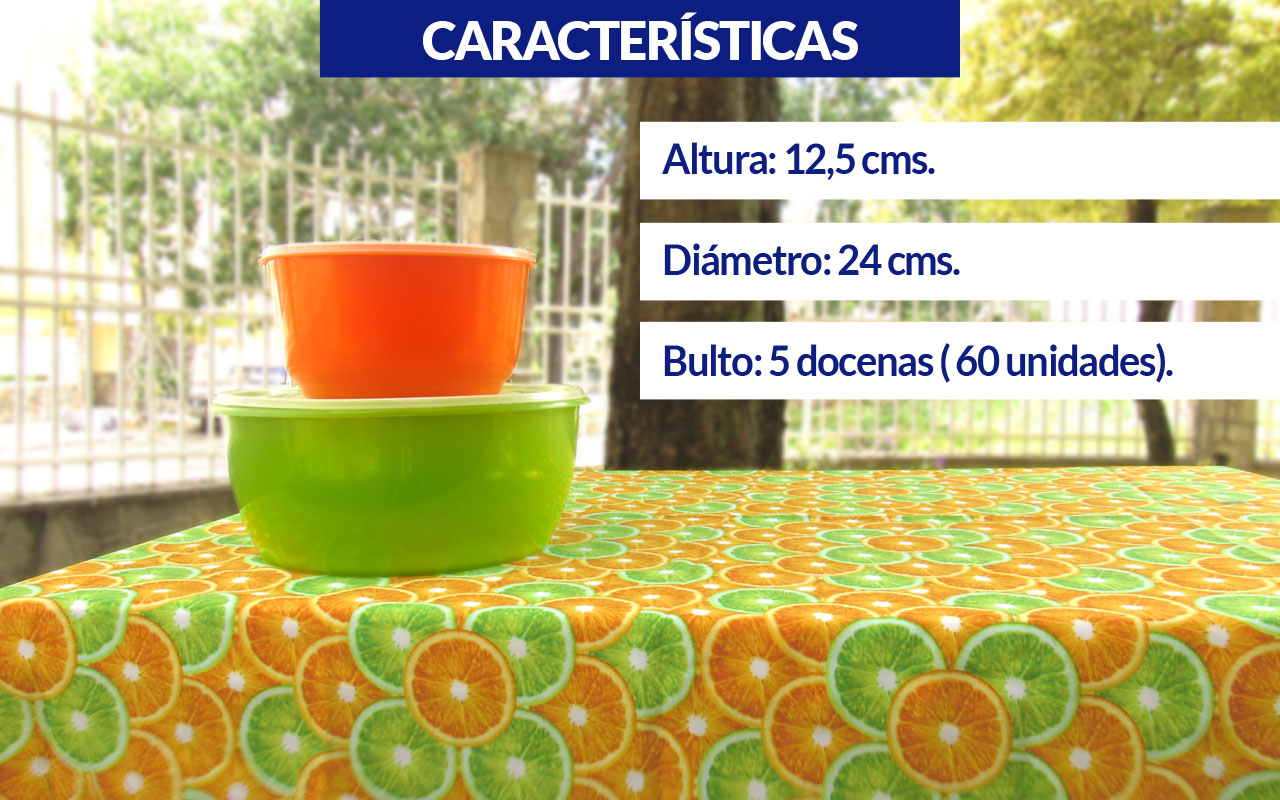 CARACTERÍSTICAS
Altura: 12,5 cms.
Diámetro: 24 cms.
Bulto: 5 docenas ( 60 unidades).